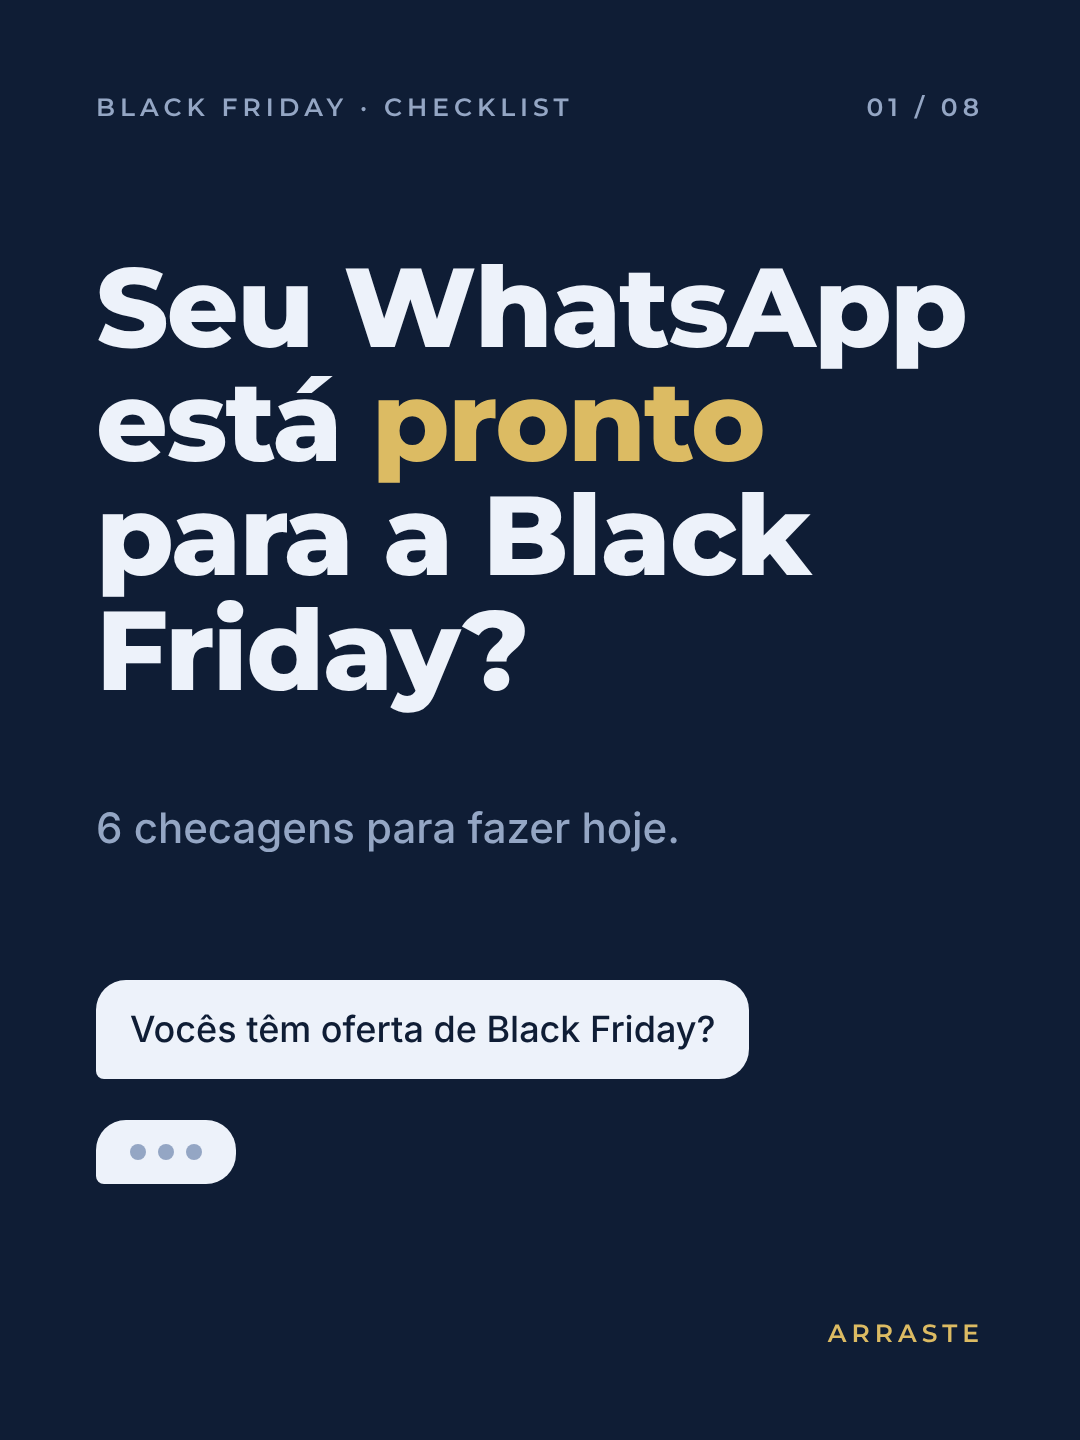 BLACK FRIDAY · CHECKLIST
01 / 08
Seu WhatsApp
está pronto
para a Black
Friday?
6 checagens para fazer hoje.
Vocês têm oferta de Black Friday?
ARRASTE